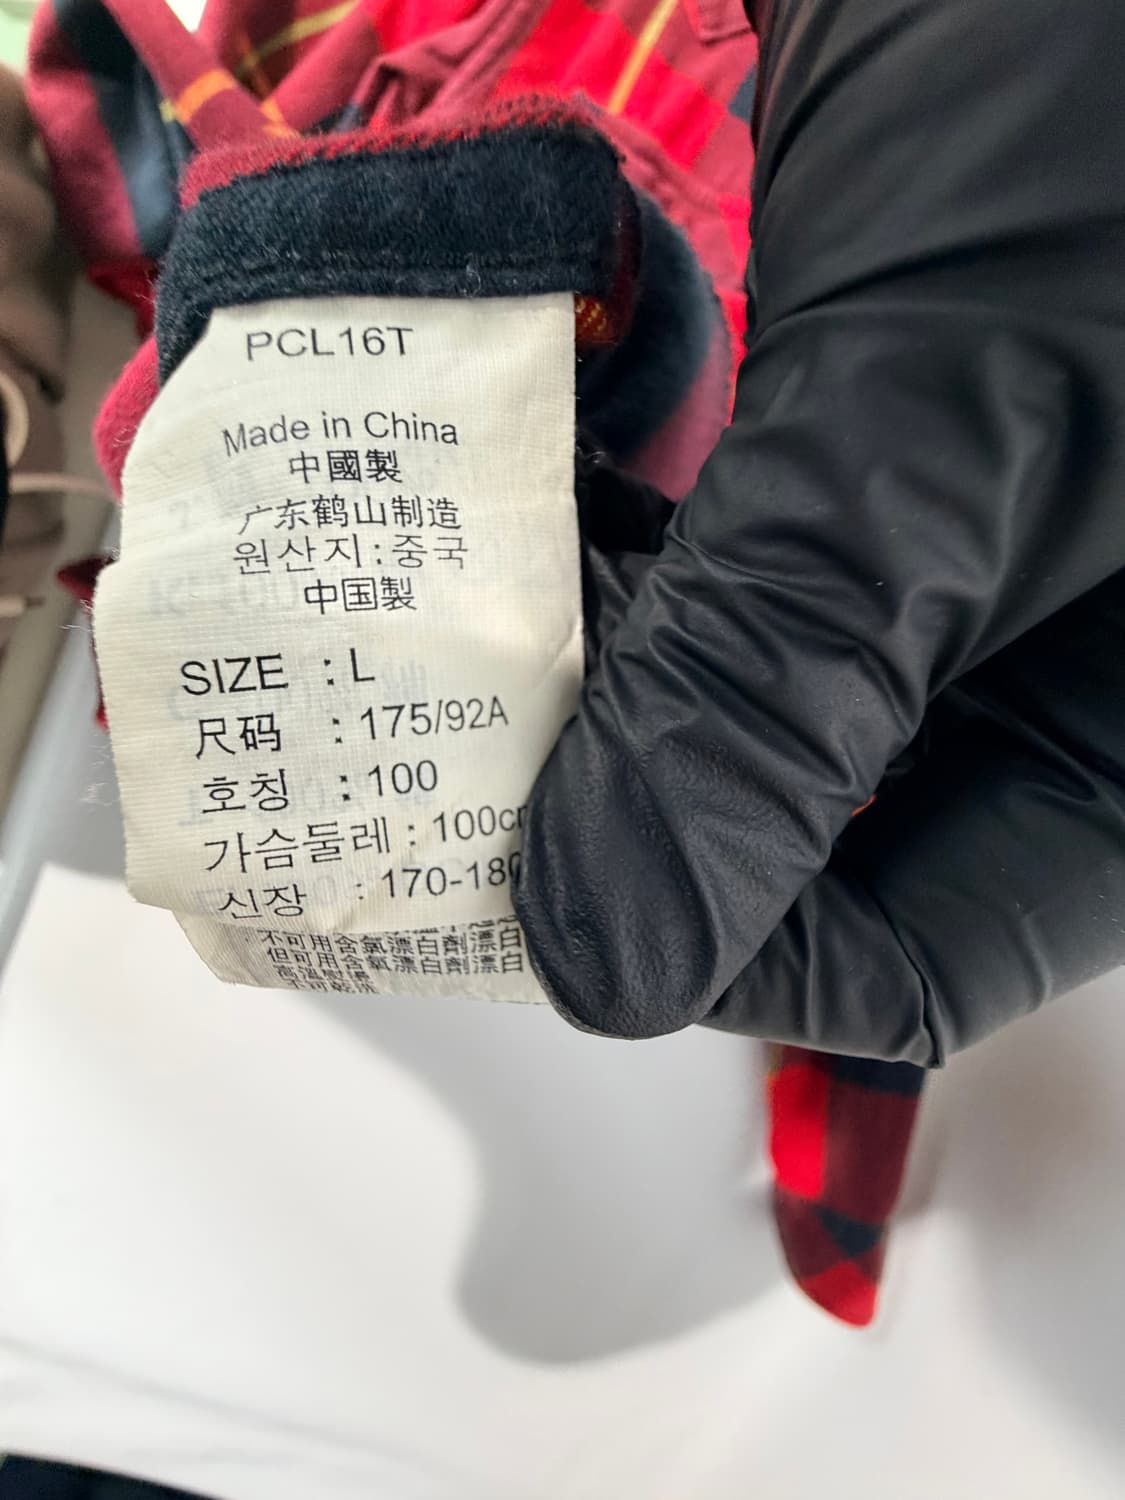 PCL16T
Made in China
中國製
广东鹤山制造
원산지:중국
中国製
SIZE : L
尺码 : 175/92A
호칭 : 100
가슴둘레 : 100c
신장 : 170-180
不可用含氯漂白劑漂白
但可用含氧漂白劑漂白